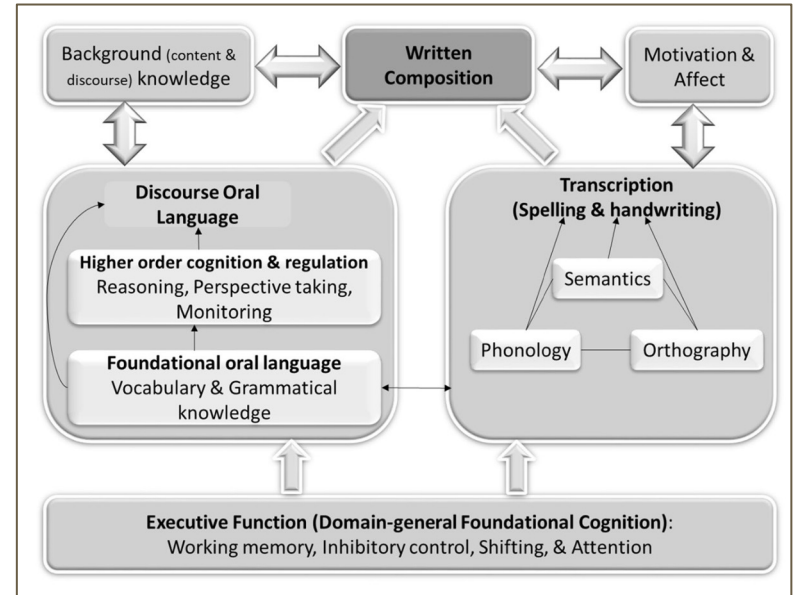 Background (content &
discourse) knowledge
Written
Composition
Motivation &
Affect
Discourse Oral
Language
Higher order cognition & regulation
Reasoning, Perspective taking,
Monitoring
Foundational oral language
Vocabulary & Grammatical
knowledge
Transcription
(Spelling & handwriting)
Semantics
Phonology
Orthography
Executive Function (Domain-general Foundational Cognition):
Working memory, Inhibitory control, Shifting, & Attention